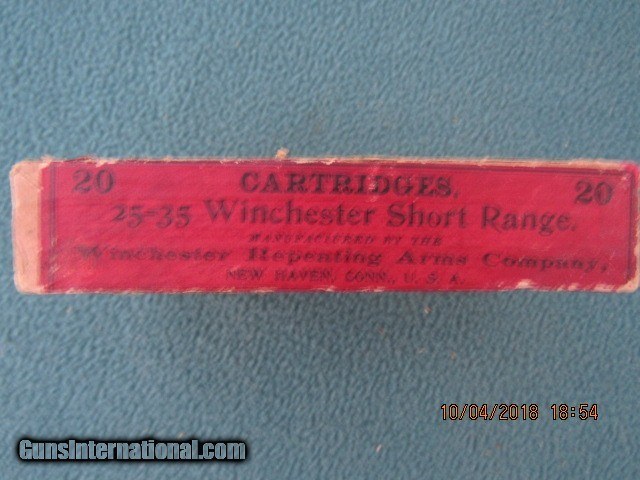 20 CARTRIDGES. 20
25-35 Winchester Short Range.
MANUFACTURED BY THE
Winchester Repeating Arms Company,
NEW HAVEN, CONN., U. S. A.
10/04/2018 18:54
GunsInternational.com